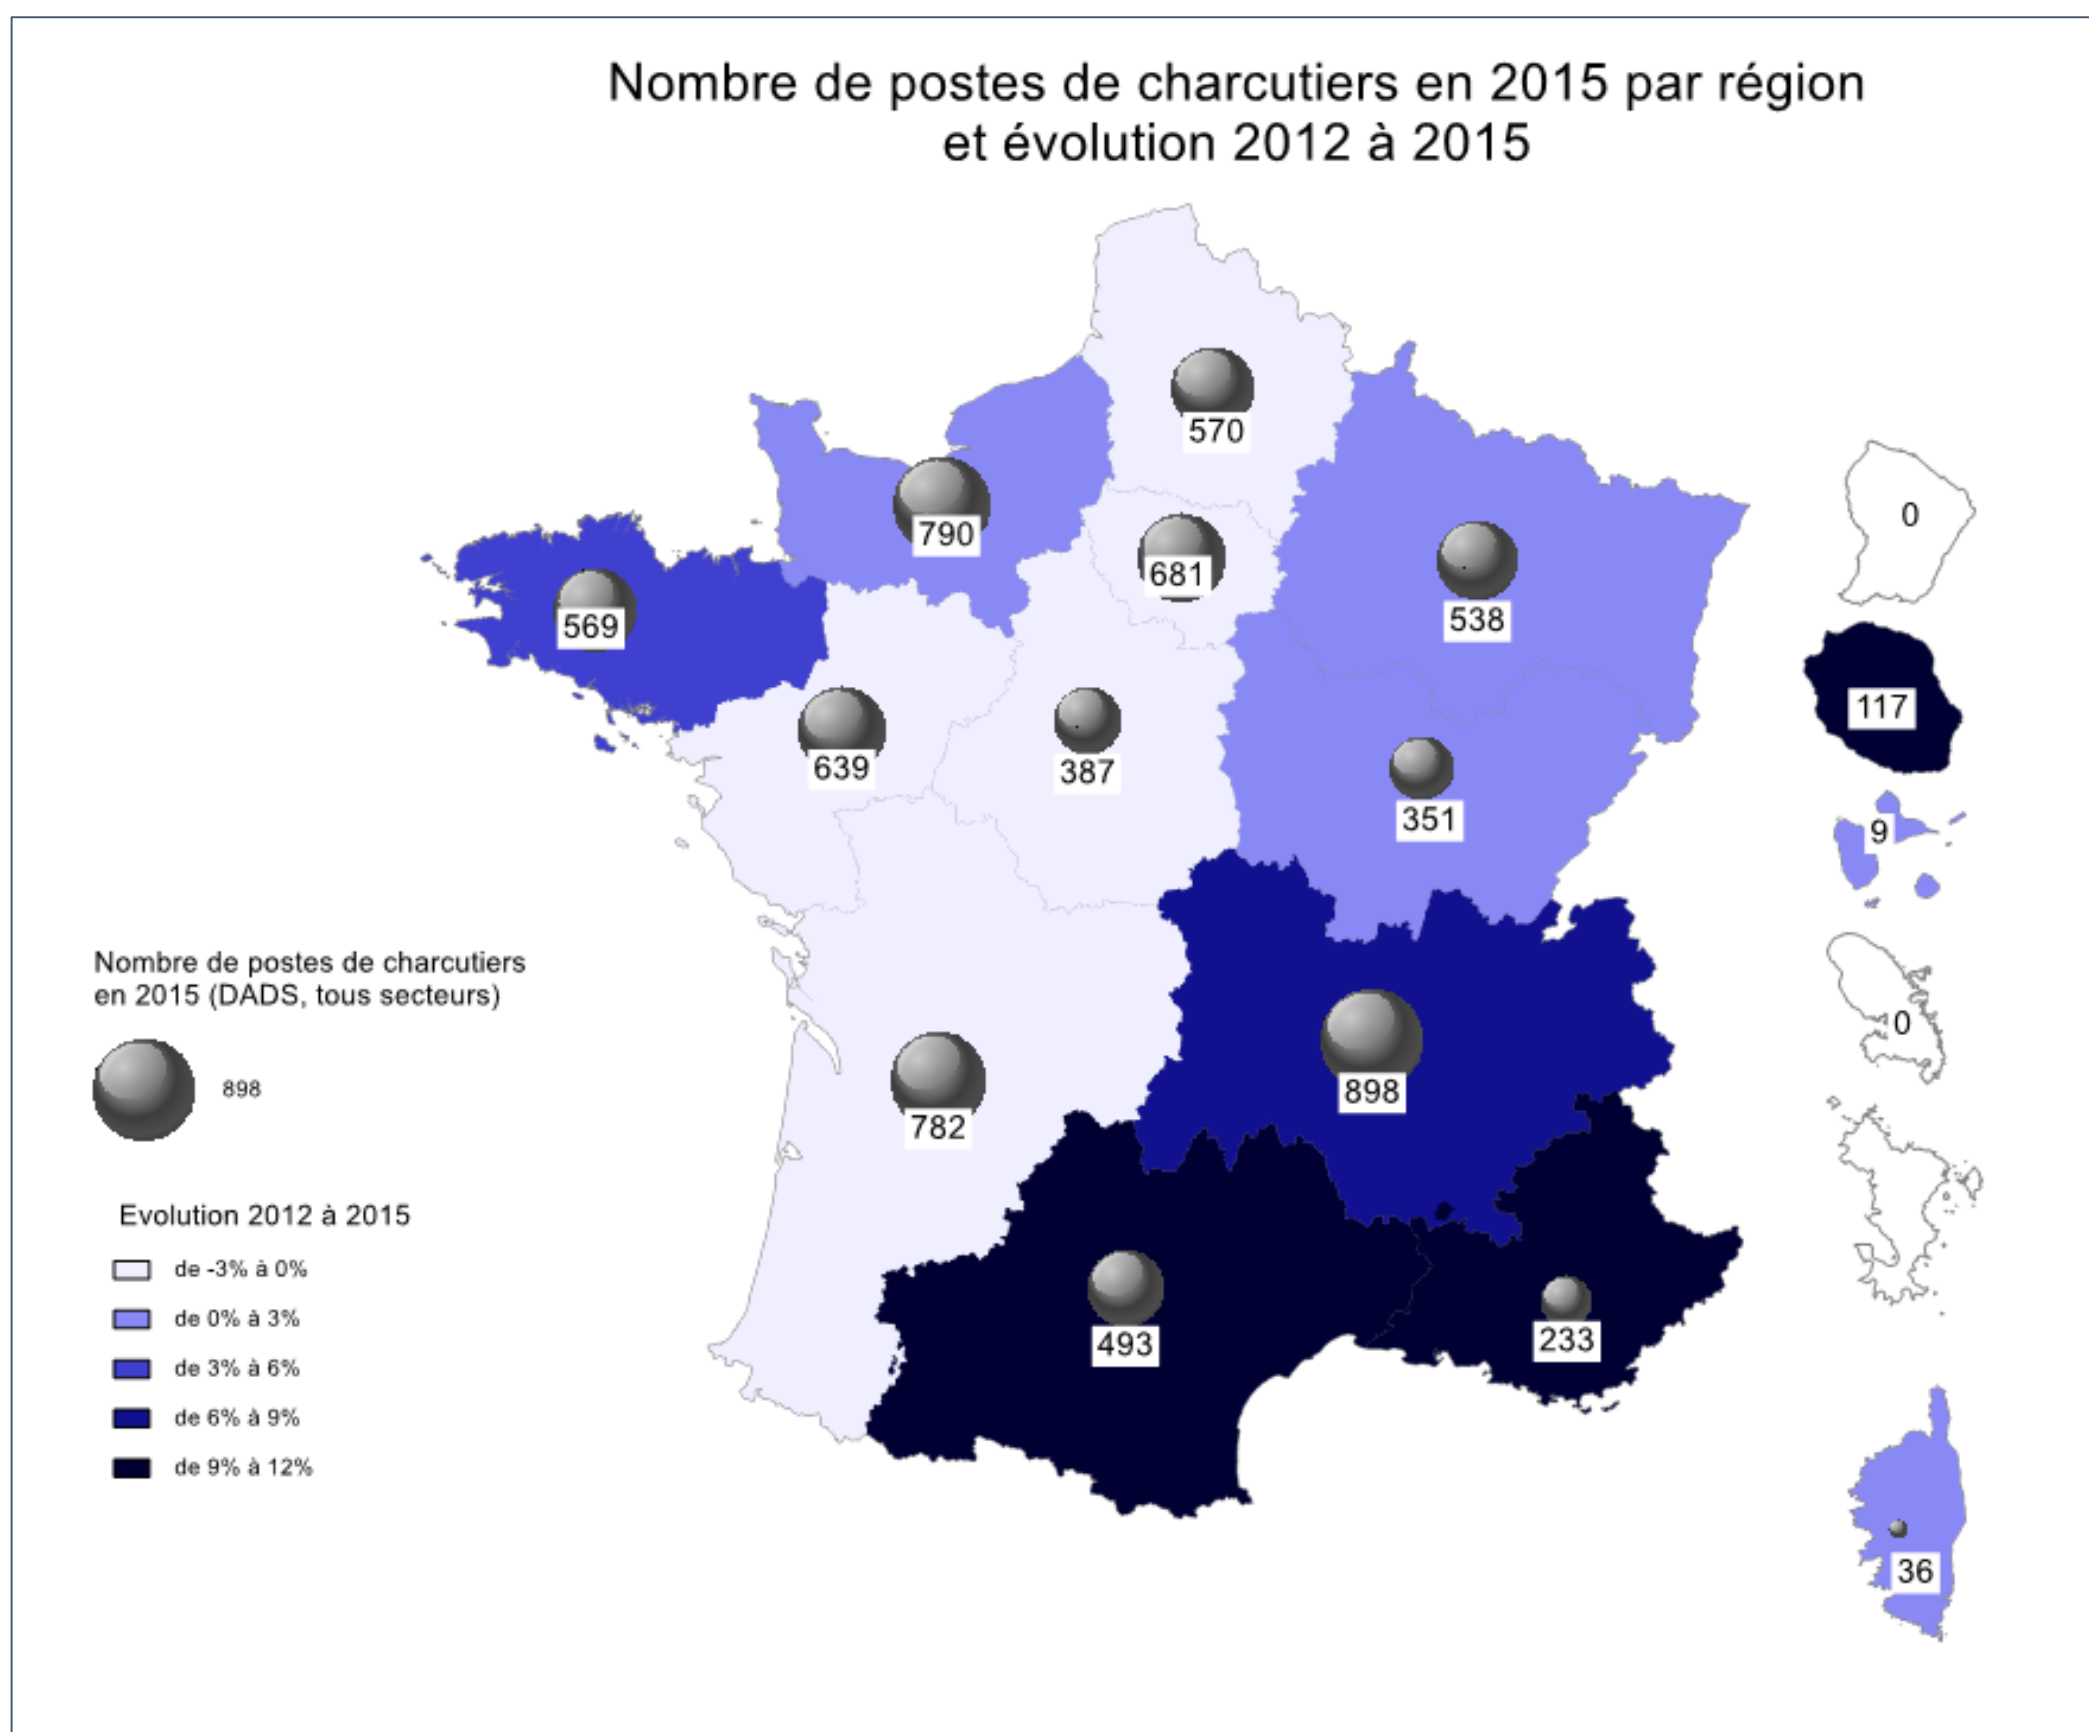 Nombre de postes de charcutiers en 2015 par région
et évolution 2012 à 2015
570
790
0
681
569
538
117
639
387
351
9
Nombre de postes de charcutiers
en 2015 (DADS, tous secteurs)
898
0
898
782
Evolution 2012 à 2015
de -3% à 0%
de 0% à 3%
de 3% à 6%
de 6% à 9%
de 9% à 12%
493
233
36